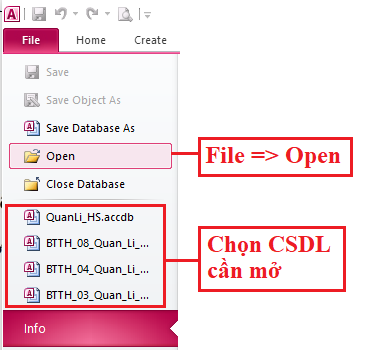 File
Home
Create
Save
Save Object As
Save Database As
Open
Close Database
QuanLi_HS.accdb
BTTH_08_Quan_Li_...
BTTH_04_Quan_Li_...
BTTH_03_Quan_Li_...
Info
File => Open
Chọn CSDL
cần mở